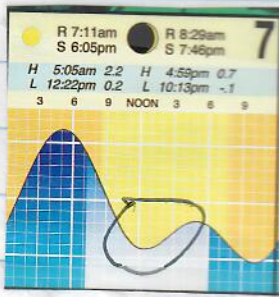 R 7:11am R 8:29am 7
S 6:05pm S 7:46pm
H 5:05am 2.2 H 4:59pm 0.7
L 12:22pm 0.2 L 10:13pm -.1
3 6 9 NOON 3 6 9